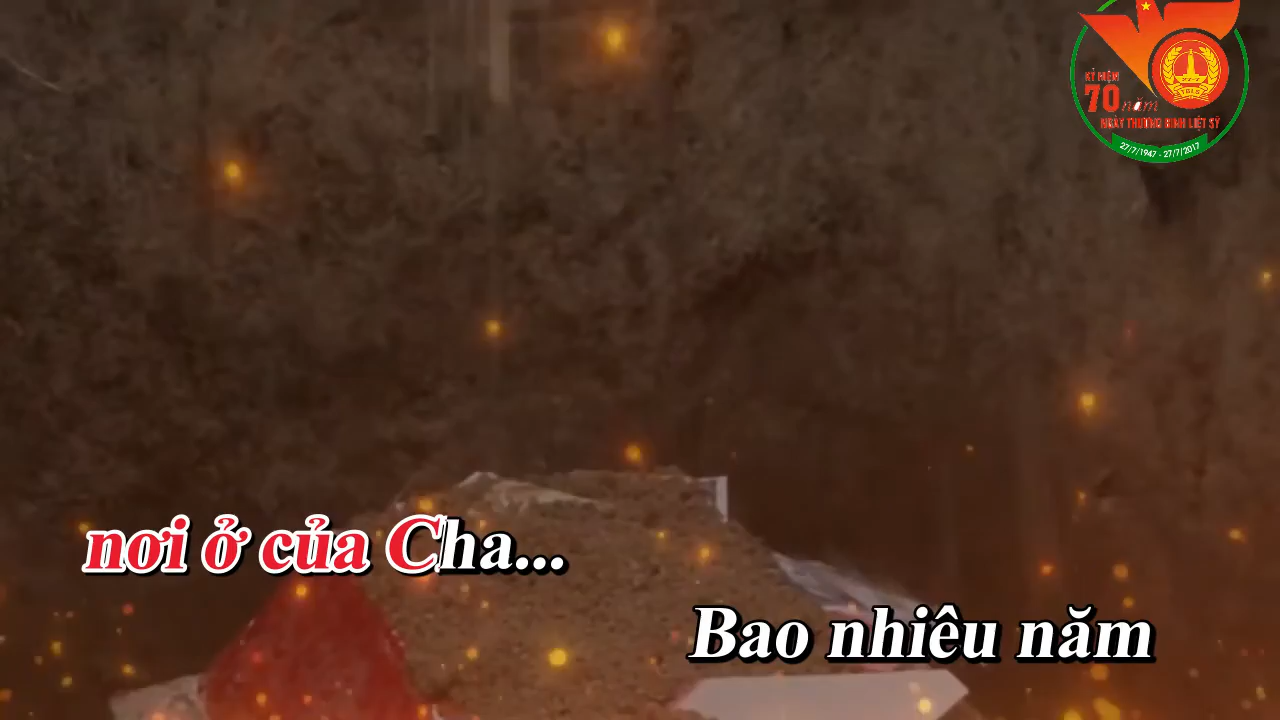 KỶ NIỆM
70 năm
NGÀY THƯƠNG BINH LIỆT SỸ
27/7/1947 - 27/7/2017
nơi ở của Cha...
Bao nhiêu năm